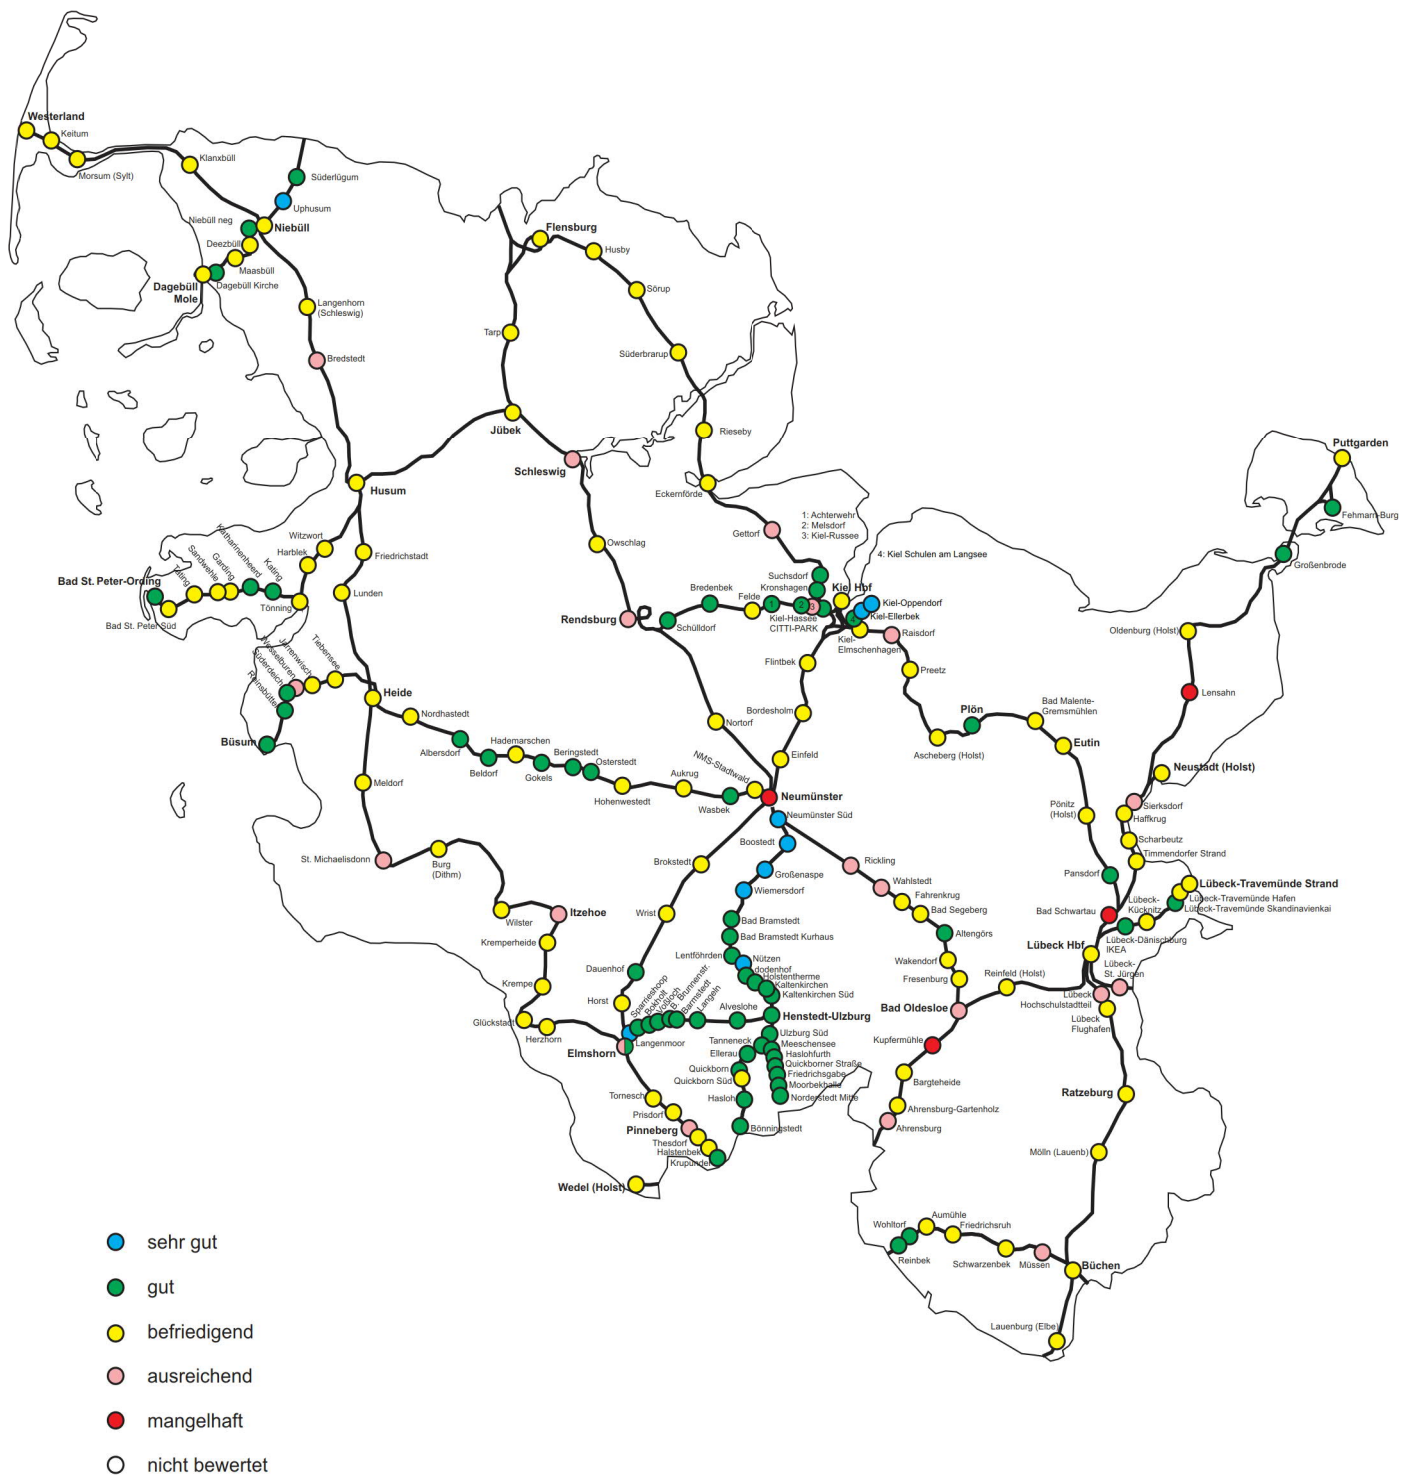 Westerland
Keitum
Morsum (Sylt)
Klanxbüll
Süderlügum
Uphusum
Niebüll neg
Niebüll
Deezbüll
Maasbüll
Dagebüll Kirche
Dagebüll
Mole
Langenhorn
(Schleswig)
Bredstedt
Flensburg
Husby
Sörup
Tarp
Süderbrarup
Jübek
Rieseby
Schleswig
Husum
Eckernförde
Owschlag
Gettorf
1: Achterwehr
2: Melsdorf
3: Kiel-Russee
4: Kiel Schulen am Langsee
Puttgarden
Fehmarn-Burg
Großenbrode
Oldenburg (Holst)
Lensahn
Witzwort
Harblek
Friedrichstadt
Lunden
Tönning
Kating
Katharinenheerd
Garding
Sandwehle
Tating
Bad St. Peter-Ording
Bad St. Peter Süd
Suchsdorf
Kronshagen
Kiel Hbf
Kiel-Oppendorf
Kiel-Ellerbek
Bredenbek
Felde
1
2
3
4
Kiel-Hassee
CITTI-PARK
Kiel-
Elmschenhagen
Raisdorf
Rendsburg
Schülldorf
Flintbek
Preetz
Tiebensee
Jarrenwisch
Wesselburen
Süderdeich
Reinsbüttel
Büsum
Heide
Nordhastedt
Albersdorf
Beldorf
Hademarschen
Gokels
Beringstedt
Osterstedt
Hohenwestedt
Aukrug
Wasbek
NMS-Stadtwald
Nortorf
Bordesholm
Einfeld
Neumünster
Neumünster Süd
Plön
Ascheberg (Holst)
Bad Malente-
Gremsmühlen
Eutin
Pönitz
(Holst)
Neustadt (Holst)
Sierksdorf
Haffkrug
Scharbeutz
Timmendorfer Strand
Pansdorf
Meldorf
St. Michaelisdonn
Burg
(Dithm)
Wilster
Itzehoe
Kremperheide
Krempe
Glückstadt
Herzhorn
Brokstedt
Wrist
Dauenhof
Horst
Elmshorn
Boostedt
Großenaspe
Wiemersdorf
Bad Bramstedt
Bad Bramstedt Kurhaus
Lentföhrden
Nützen
dodenhof
Holstentherme
Kaltenkirchen
Kaltenkirchen Süd
Henstedt-Ulzburg
Rickling
Wahlstedt
Fahrenkrug
Bad Segeberg
Altengörs
Wakendorf
Fresenburg
Bad Oldesloe
Reinfeld (Holst)
Bad Schwartau
Lübeck Hbf
Lübeck-Travemünde Strand
Lübeck-Travemünde Hafen
Lübeck-Travemünde Skandinavienkai
Lübeck-
Kücknitz
Lübeck-Dänischburg
IKEA
Lübeck-
St. Jürgen
Lübeck
Hochschulstadtteil
Lübeck
Flughafen
Langenmoor
Sparrieshoop
Bokholt
Voßloch
B. Brunnenstr.
Barmstedt
Langeln
Alveslohe
Ulzburg Süd
Tanneneck
Meeschensee
Ellerau
Haslohfurth
Quickborner Straße
Quickborn
Friedrichsgabe
Quickborn Süd
Moorbekhalle
Norderstedt Mitte
Hasloh
Bönningstedt
Tornesch
Prisdorf
Pinneberg
Thesdorf
Halstenbek
Krupunder
Wedel (Holst)
Kupfermühle
Bargteheide
Ahrensburg-Gartenholz
Ahrensburg
Ratzeburg
Mölln (Lauenb)
Wohltorf
Aumühle
Friedrichsruh
Reinbek
Schwarzenbek
Müssen
Büchen
Lauenburg (Elbe)
sehr gut
gut
befriedigend
ausreichend
mangelhaft
nicht bewertet